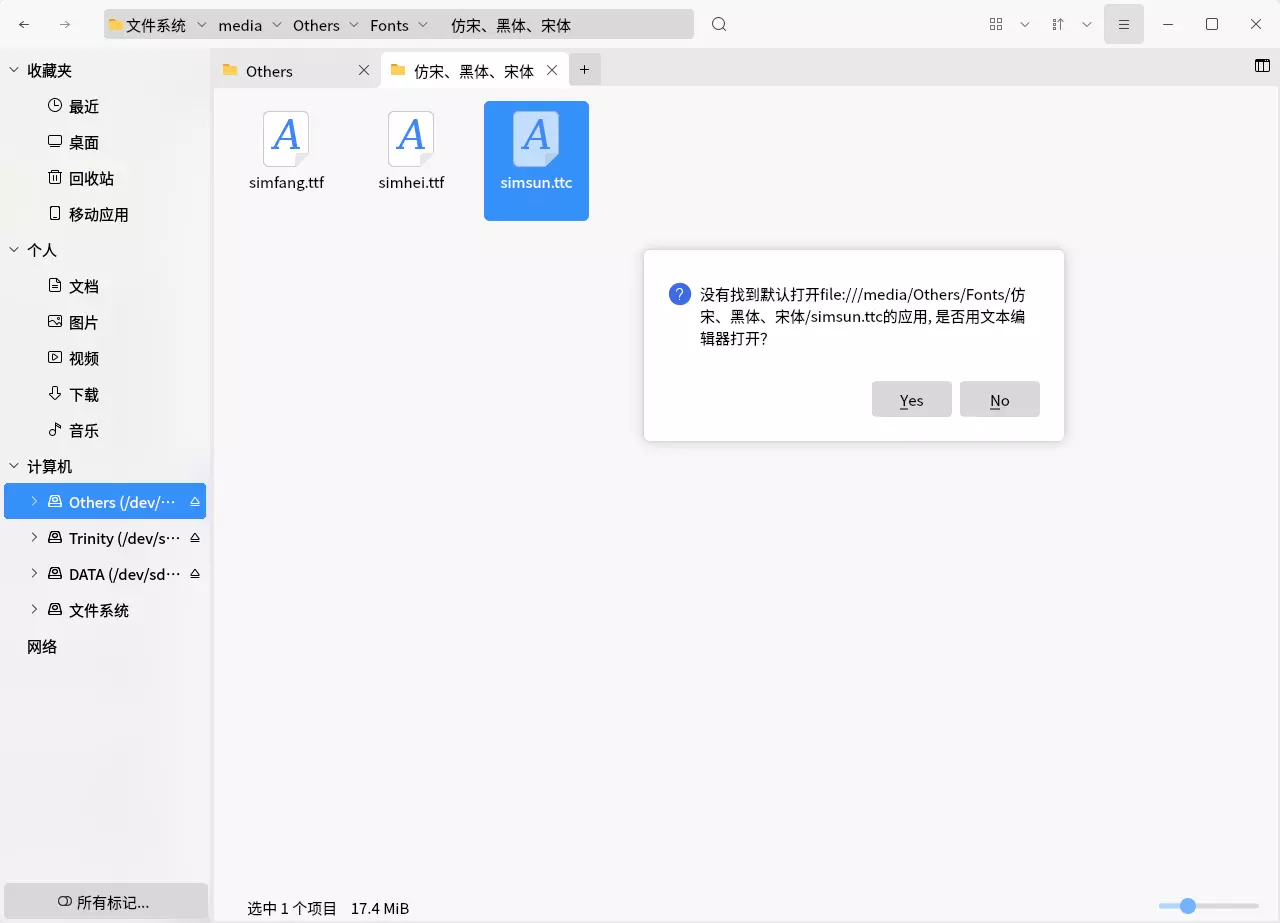 文件系统 media Others Fonts 仿宋、黑体、宋体
收藏夹
最近
桌面
回收站
移动应用
个人
文档
图片
视频
下载
音乐
计算机
Others (/dev/⋯
Trinity (/dev/s⋯
DATA (/dev/sd⋯
文件系统
网络
所有标记...
Others
仿宋、黑体、宋体
simfang.ttf
simhei.ttf
simsun.ttc
没有找到默认打开file:///media/Others/Fonts/仿
宋、黑体、宋体/simsun.ttc的应用, 是否用文本编
辑器打开?
Yes
No
选中 1 个项目 17.4 MiB